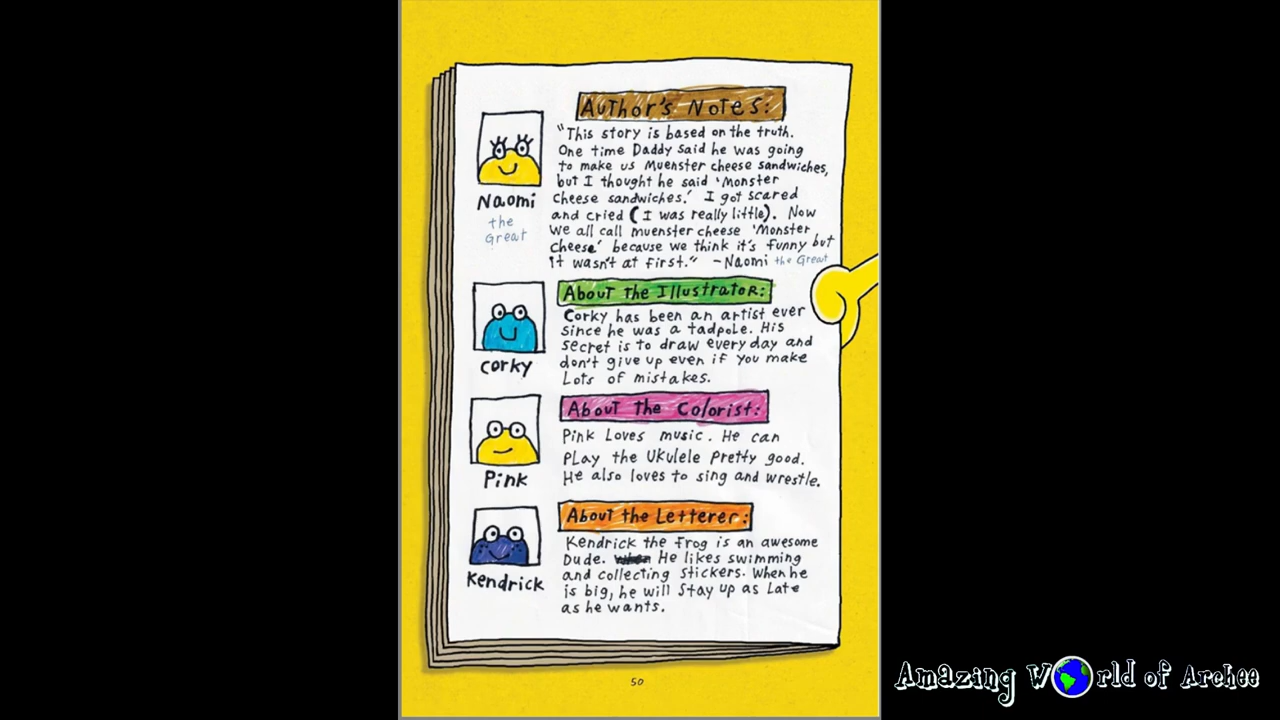 Author's Notes:
"This story is based on the truth.
One time Daddy said he was going
to make us Muenster cheese sandwiches,
but I thought he said 'Monster
Cheese sandwiches.' I got scared
and cried (I was really little). Now
we all call muenster cheese 'Monster
Cheese' because we think it's funny but
it wasn't at first." -Naomi the Great
Naomi
the
Great
About the Illustrator:
Corky has been an artist ever
since he was a tadpole. His
secret is to draw every day and
don't give up even if you make
Lots of mistakes.
Corky
About the Colorist:
Pink Loves music. He can
Play the Ukulele Pretty good.
He also loves to sing and wrestle.
Pink
About the Letterer:
Kendrick the Frog is an awesome
Dude. He likes swimming
and collecting stickers. When he
is big, he will Stay up as Late
as he wants.
Kendrick
50
Amazing World of Archee